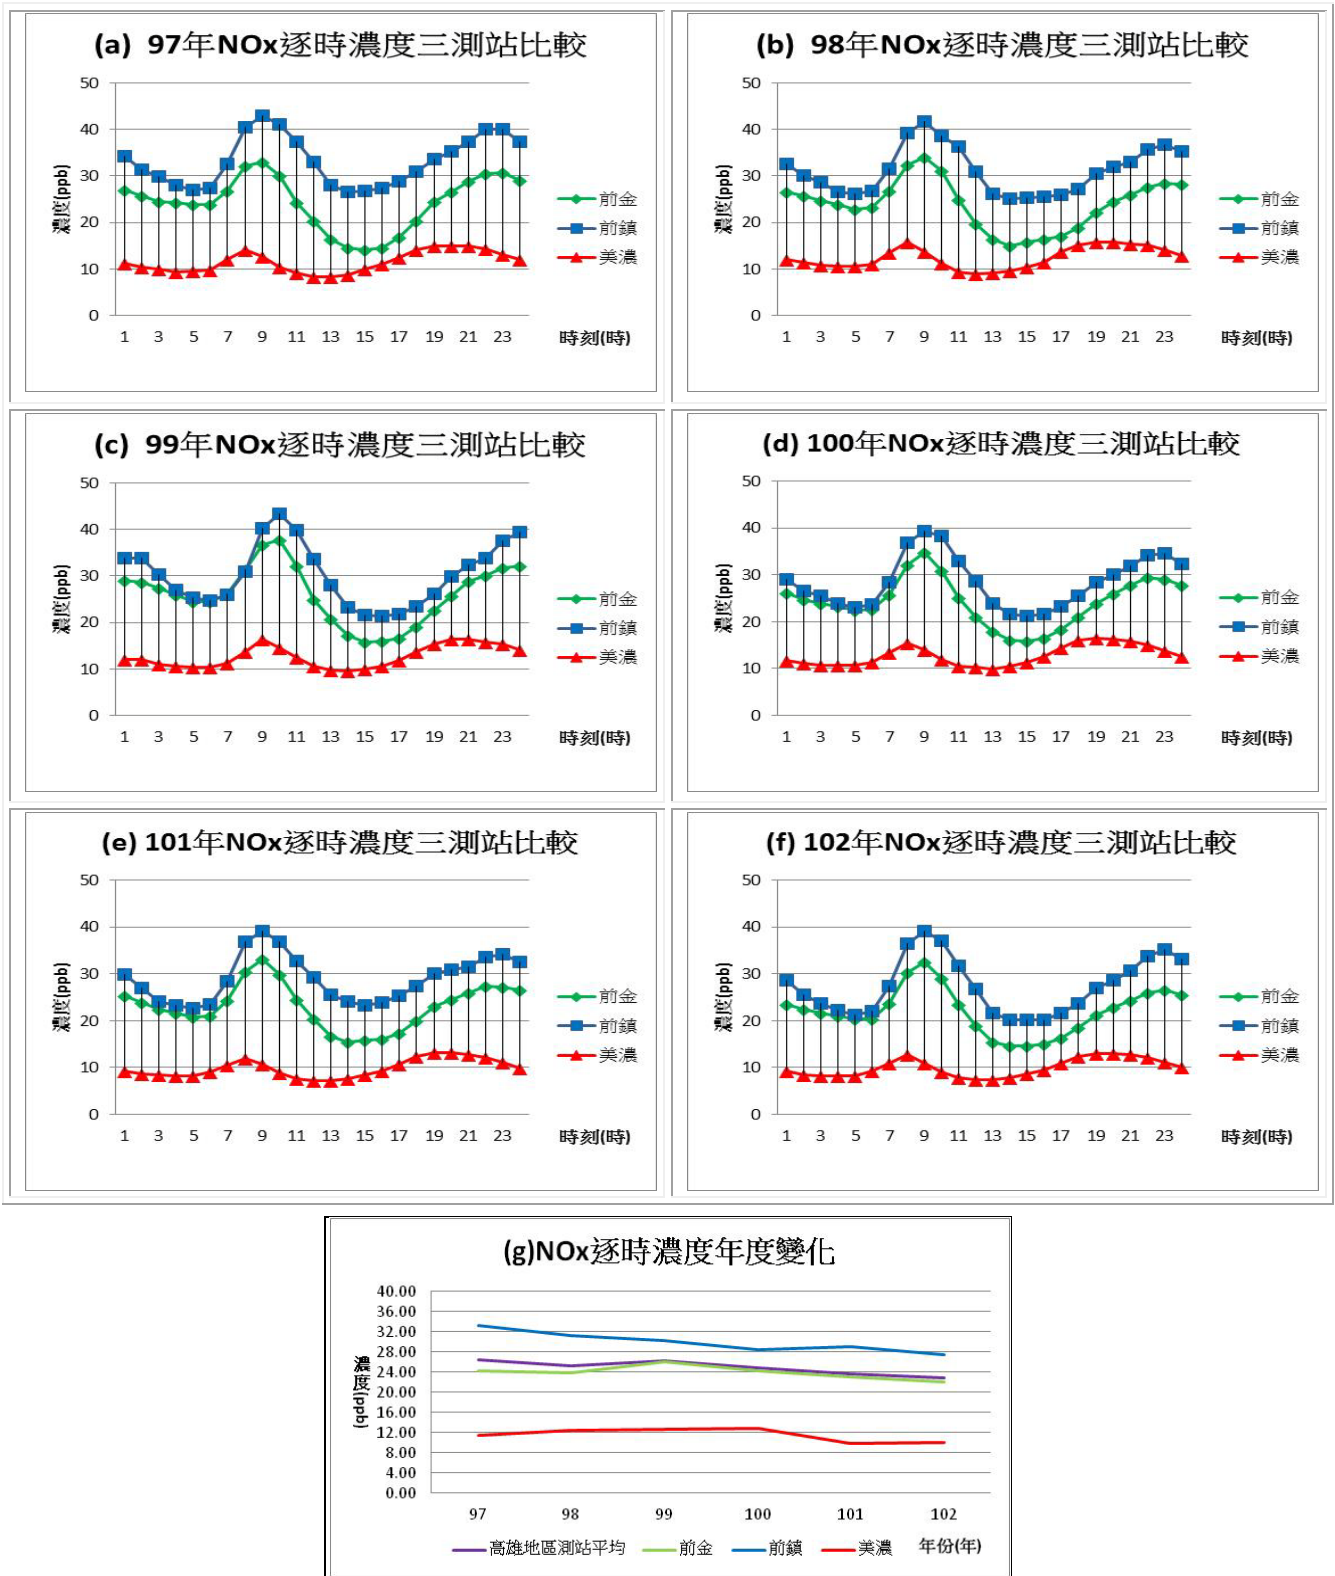 (a) 97年NOx逐時濃度三測站比較
50
40
30
20
10
0
濃度(ppb)
1 3 5 7 9 11 13 15 17 19 21 23
時刻(時)
前金
前鎮
美濃
(b) 98年NOx逐時濃度三測站比較
50
40
30
20
10
0
濃度(ppb)
1 3 5 7 9 11 13 15 17 19 21 23
時刻(時)
前金
前鎮
美濃
(c) 99年NOx逐時濃度三測站比較
50
40
30
20
10
0
濃度(ppb)
1 3 5 7 9 11 13 15 17 19 21 23
時刻(時)
前金
前鎮
美濃
(d) 100年NOx逐時濃度三測站比較
50
40
30
20
10
0
濃度(ppb)
1 3 5 7 9 11 13 15 17 19 21 23
時刻(時)
前金
前鎮
美濃
(e) 101年NOx逐時濃度三測站比較
50
40
30
20
10
0
濃度(ppb)
1 3 5 7 9 11 13 15 17 19 21 23
時刻(時)
前金
前鎮
美濃
(f) 102年NOx逐時濃度三測站比較
50
40
30
20
10
0
濃度(ppb)
1 3 5 7 9 11 13 15 17 19 21 23
時刻(時)
前金
前鎮
美濃
(g)NOx逐時濃度年度變化
40.00
36.00
32.00
28.00
24.00
20.00
16.00
12.00
8.00
4.00
0.00
濃度(ppb)
97 98 99 100 101 102
高雄地區測站平均 前金 前鎮 美濃 年份(年)